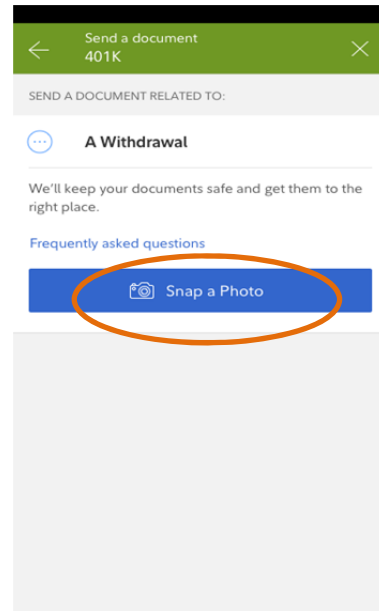 Send a document
401K
SEND A DOCUMENT RELATED TO:
A Withdrawal
We'll keep your documents safe and get them to the
right place.
Frequently asked questions
Snap a Photo